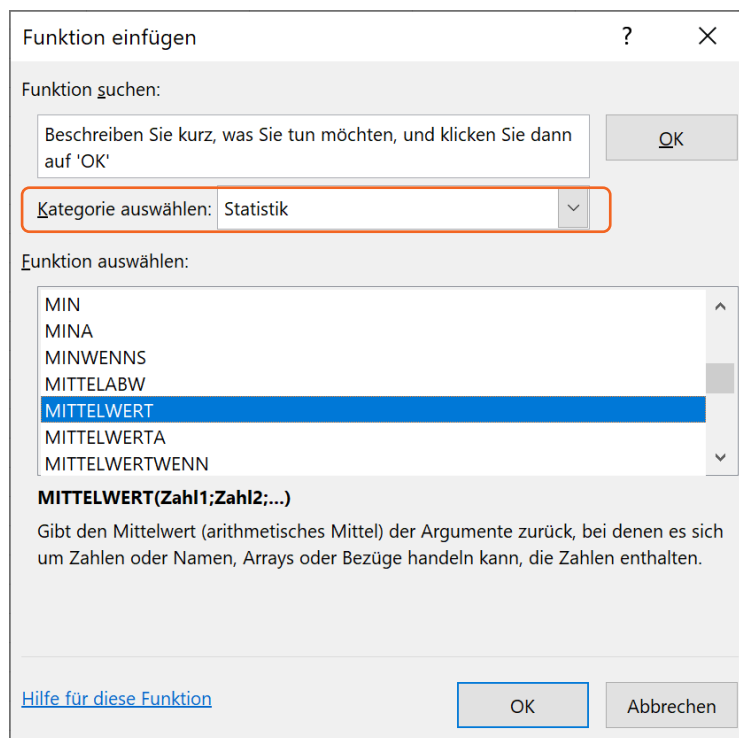 Funktion einfügen ?
Funktion suchen:
Beschreiben Sie kurz, was Sie tun möchten, und klicken Sie dann
auf 'OK'
OK
Kategorie auswählen: Statistik
Funktion auswählen:
MIN
MINA
MINWENNS
MITTELABW
MITTELWERT
MITTELWERTA
MITTELWERTWENN
MITTELWERT(Zahl1;Zahl2;...)
Gibt den Mittelwert (arithmetisches Mittel) der Argumente zurück, bei denen es sich
um Zahlen oder Namen, Arrays oder Bezüge handeln kann, die Zahlen enthalten.
Hilfe für diese Funktion
OK
Abbrechen